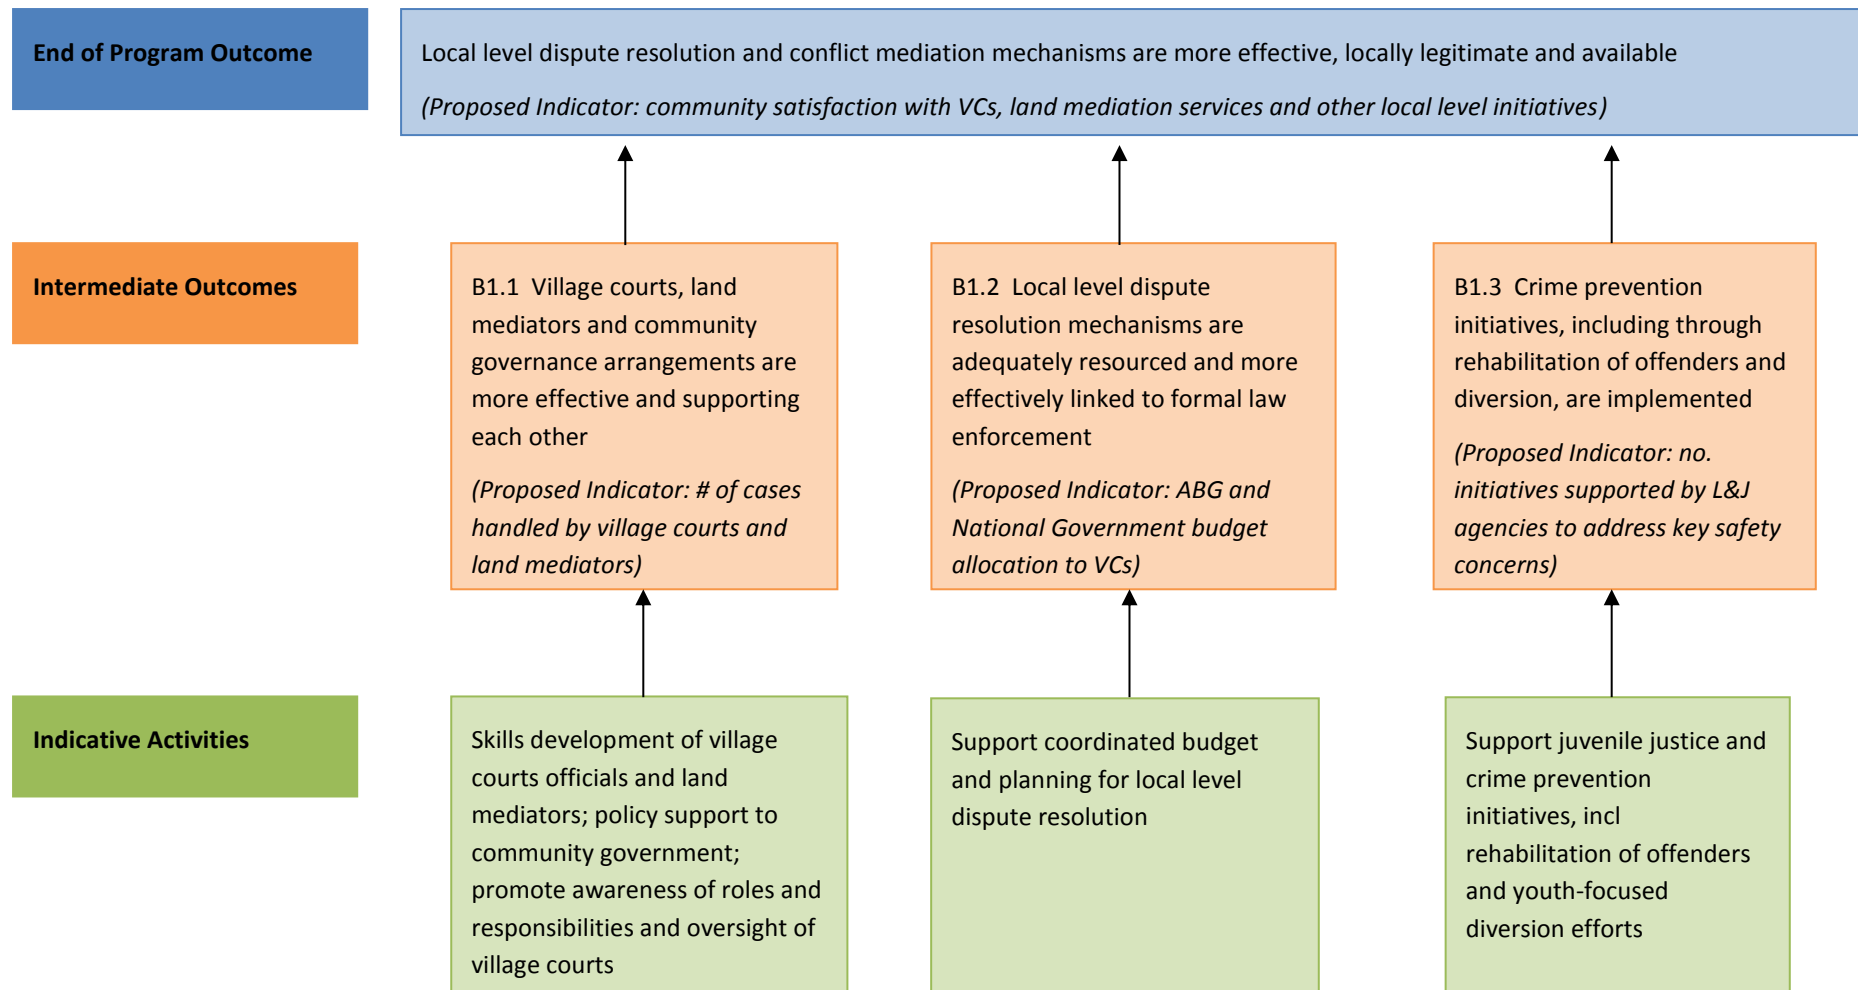 End of Program Outcome
Local level dispute resolution and conflict mediation mechanisms are more effective, locally legitimate and available
(Proposed Indicator: community satisfaction with VCs, land mediation services and other local level initiatives)
Intermediate Outcomes
B1.1 Village courts, land
mediators and community
governance arrangements are
more effective and supporting
each other
(Proposed Indicator: # of cases
handled by village courts and
land mediators)
B1.2 Local level dispute
resolution mechanisms are
adequately resourced and more
effectively linked to formal law
enforcement
(Proposed Indicator: ABG and
National Government budget
allocation to VCs)
B1.3 Crime prevention
initiatives, including through
rehabilitation of offenders and
diversion, are implemented
(Proposed Indicator: no.
initiatives supported by L&J
agencies to address key safety
concerns)
Indicative Activities
Skills development of village
courts officials and land
mediators; policy support to
community government;
promote awareness of roles and
responsibilities and oversight of
village courts
Support coordinated budget
and planning for local level
dispute resolution
Support juvenile justice and
crime prevention
initiatives, incl
rehabilitation of offenders
and youth-focused
diversion efforts